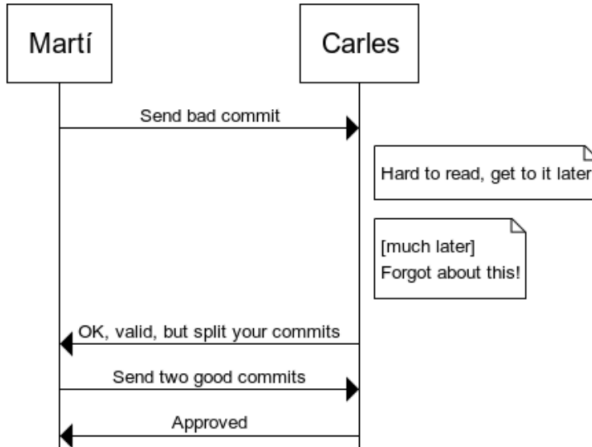 Martí
Carles
Send bad commit
Hard to read, get to it later
[much later]
Forgot about this!
OK, valid, but split your commits
Send two good commits
Approved